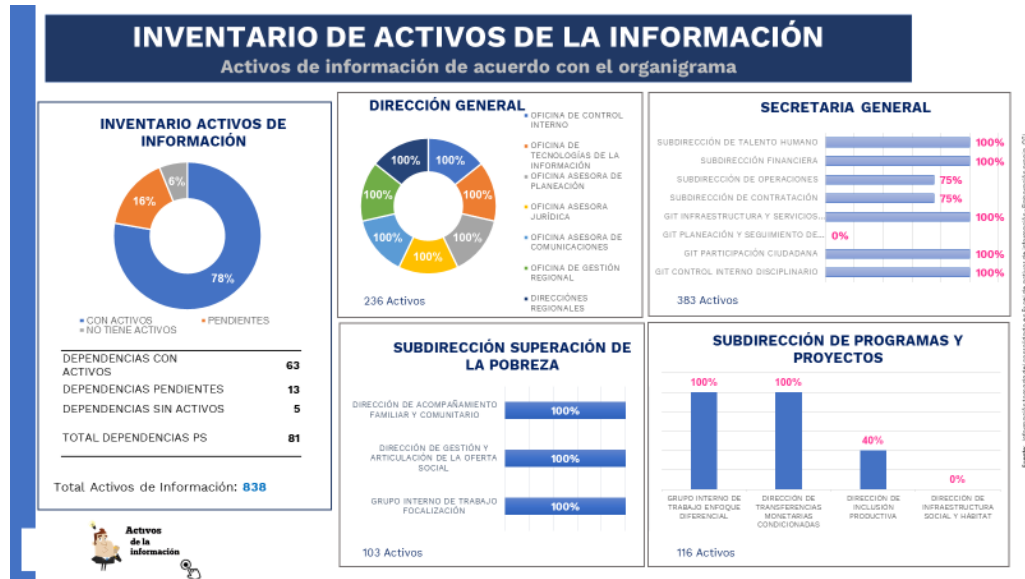 INVENTARIO DE ACTIVOS DE LA INFORMACIÓN
Activos de información de acuerdo con el organigrama
INVENTARIO ACTIVOS DE
INFORMACIÓN
6%
16%
78%
CON ACTIVOS
PENDIENTES
NO TIENE ACTIVOS
DEPENDENCIAS CON
ACTIVOS
63
DEPENDENCIAS PENDIENTES
13
DEPENDENCIAS SIN ACTIVOS
5
TOTAL DEPENDENCIAS PS
81
Total Activos de Información: 838
Activos
de la
información
DIRECCIÓN GENERAL
100%
100%
100%
100%
100%
100%
100%
OFICINA DE CONTROL
INTERNO
OFICINA DE
TECNOLOGÍAS DE LA
INFORMACIÓN
OFICINA ASESORA DE
PLANEACIÓN
OFICINA ASESORA
JURÍDICA
OFICINA ASESORA DE
COMUNICACIONES
OFICINA DE GESTIÓN
REGIONAL
DIRECCIÓNES
REGIONALES
236 Activos
SECRETARIA GENERAL
SUBDIRECCIÓN DE TALENTO HUMANO 100%
SUBDIRECCIÓN FINANCIERA 100%
SUBDIRECCIÓN DE OPERACIONES 75%
SUBDIRECCIÓN DE CONTRATACIÓN 75%
GIT INFRAESTRUCTURA Y SERVICIOS... 100%
GIT PLANEACIÓN Y SEGUIMIENTO DE... 0%
GIT PARTICIPACIÓN CIUDADANA 100%
GIT CONTROL INTERNO DISCIPLINARIO 100%
383 Activos
SUBDIRECCIÓN SUPERACIÓN DE
LA POBREZA
DIRECCIÓN DE ACOMPAÑAMIENTO
FAMILIAR Y COMUNITARIO
100%
DIRECCIÓN DE GESTIÓN Y
ARTICULACIÓN DE LA OFERTA
SOCIAL
100%
GRUPO INTERNO DE TRABAJO
FOCALIZACIÓN
100%
103 Activos
SUBDIRECCIÓN DE PROGRAMAS Y
PROYECTOS
100%
100%
40%
0%
GRUPO INTERNO DE
TRABAJO ENFOQUE
DIFERENCIAL
DIRECCIÓN DE
TRANSFERENCIAS
MONETARIAS
CONDICIONADAS
DIRECCIÓN DE
INCLUSIÓN
PRODUCTIVA
DIRECCIÓN DE
INFRAESTRUCTURA
SOCIAL Y HÁBITAT
116 Activos